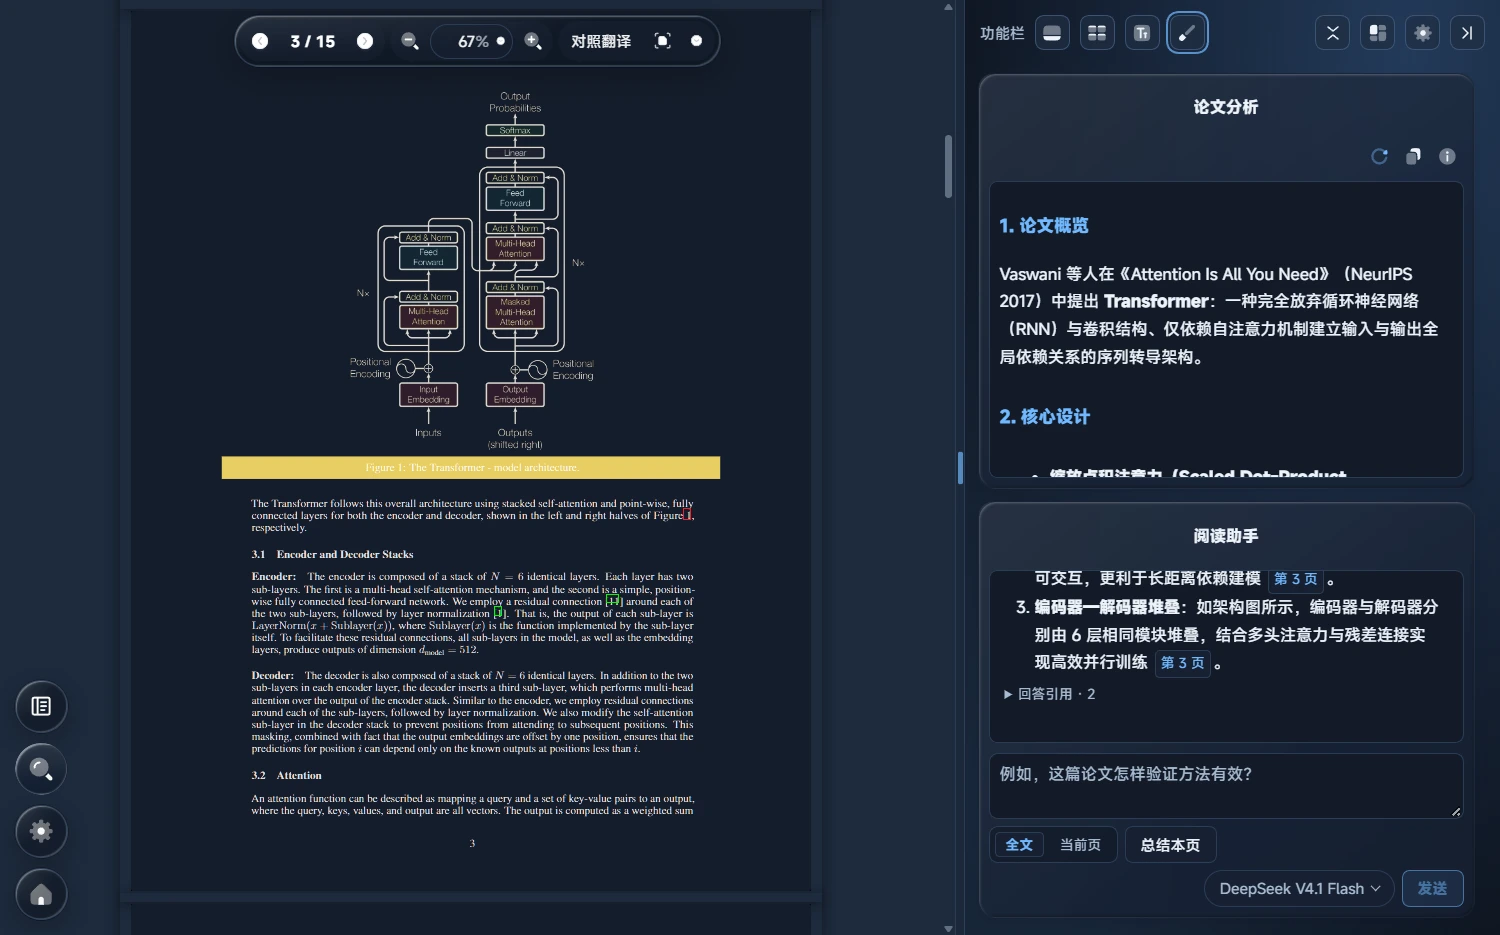 3 / 15
67%
对照翻译
Output
Probabilities
Softmax
Linear
Add & Norm
Feed
Forward
Add & Norm
Multi-Head
Attention
Add & Norm
Feed
Forward
N×
N×
Add & Norm
Masked
Multi-Head
Attention
Add & Norm
Multi-Head
Attention
Positional
Encoding
Positional
Encoding
Input
Embedding
Output
Embedding
Inputs
Outputs
(shifted right)
Figure 1: The Transformer - model architecture.
The Transformer follows this overall architecture using stacked self-attention and point-wise, fully
connected layers for both the encoder and decoder, shown in the left and right halves of Figure 1,
respectively.
3.1 Encoder and Decoder Stacks
Encoder: The encoder is composed of a stack of N = 6 identical layers. Each layer has two
sub-layers. The first is a multi-head self-attention mechanism, and the second is a simple, position-
wise fully connected feed-forward network. We employ a residual connection [11] around each of
the two sub-layers, followed by layer normalization [1]. That is, the output of each sub-layer is
LayerNorm(x + Sublayer(x)), where Sublayer(x) is the function implemented by the sub-layer
itself. To facilitate these residual connections, all sub-layers in the model, as well as the embedding
layers, produce outputs of dimension dmodel = 512.
Decoder: The decoder is also composed of a stack of N = 6 identical layers. In addition to the two
sub-layers in each encoder layer, the decoder inserts a third sub-layer, which performs multi-head
attention over the output of the encoder stack. Similar to the encoder, we employ residual connections
around each of the sub-layers, followed by layer normalization. We also modify the self-attention
sub-layer in the decoder stack to prevent positions from attending to subsequent positions. This
masking, combined with fact that the output embeddings are offset by one position, ensures that the
predictions for position i can depend only on the known outputs at positions less than i.
3.2 Attention
An attention function can be described as mapping a query and a set of key-value pairs to an output,
where the query, keys, values, and output are all vectors. The output is computed as a weighted sum
3
功能栏
论文分析
1. 论文概览
Vaswani 等人在《Attention Is All You Need》（NeurIPS
2017）中提出 Transformer：一种完全放弃循环神经网络
（RNN）与卷积结构、仅依赖自注意力机制建立输入与输出全
局依赖关系的序列转导架构。
2. 核心设计
• 缩放点积注意力（Scaled Dot-Product
阅读助手
可交互，更利于长距离依赖建模 第 3 页 。
3. 编码器—解码器堆叠：如架构图所示，编码器与解码器分
别由 6 层相同模块堆叠，结合多头注意力与残差连接实
现高效并行训练 第 3 页 。
▶ 回答引用 · 2
例如，这篇论文怎样验证方法有效？
全文 当前页 总结本页
DeepSeek V4.1 Flash 发送